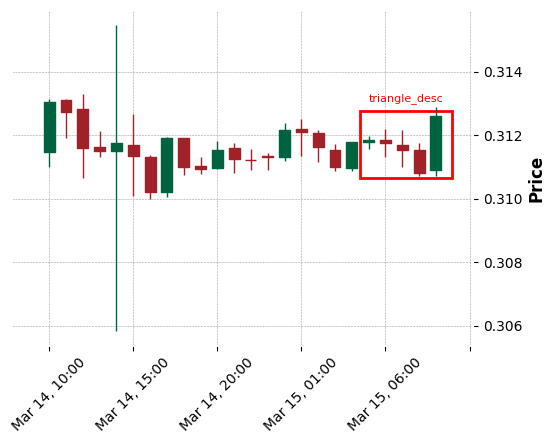 triangle_desc
0.314
0.312
0.310
0.308
0.306
Price
Mar 14, 10:00
Mar 14, 15:00
Mar 14, 20:00
Mar 15, 01:00
Mar 15, 06:00